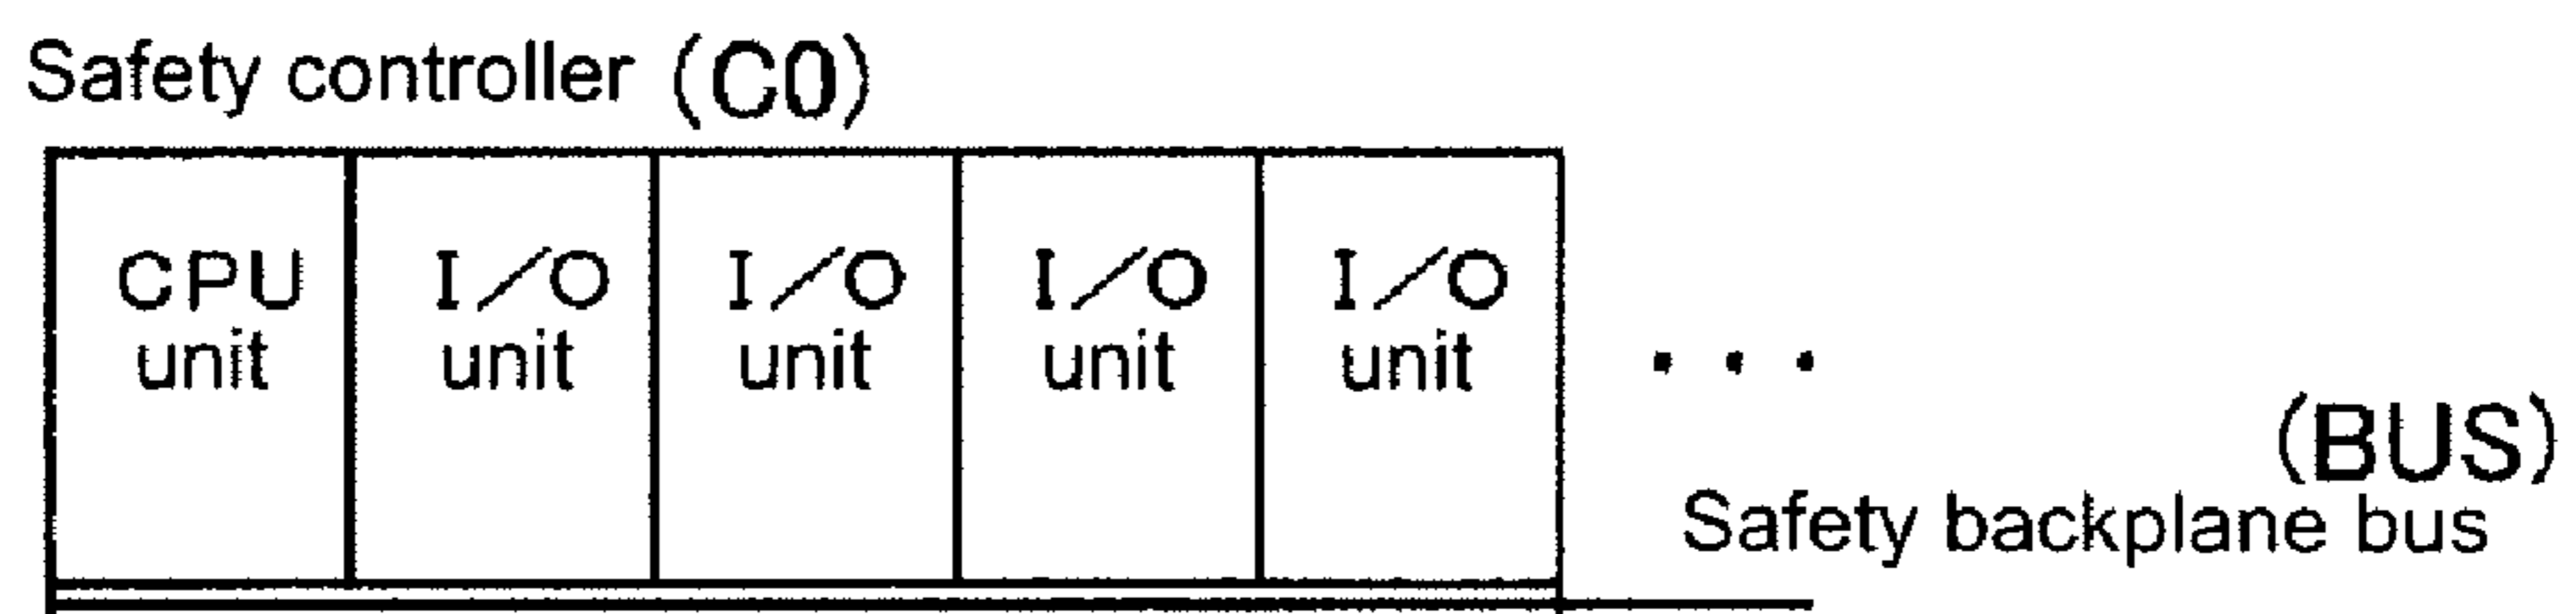 Safety controller (C0)
CPU unit
I/O unit
I/O unit
I/O unit
I/O unit
. . .
(BUS)
Safety backplane bus